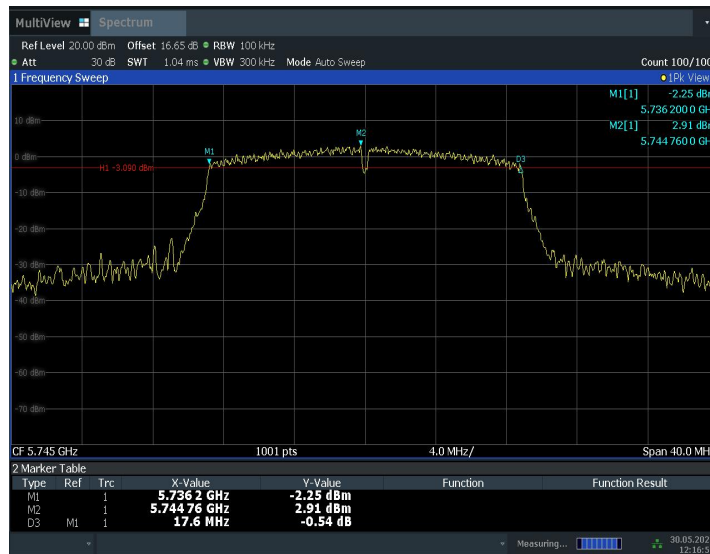 MultiView Spectrum
Ref Level 20.00 dBm Offset 16.65 dB RBW 100 kHz
Att 30 dB SWT 1.04 ms VBW 300 kHz Mode Auto Sweep Count 100/100
1 Frequency Sweep 1Pk View
M1[1] -2.25 dB
5.736 200 0 GH
M2[1] 2.91 dB
5.744 760 0 GH
10 dBm
M2
M1
0 dBm
D3
H1 -3.090 dBm
-10 dBm
-20 dBm
-30 dBm
-40 dBm
-50 dBm
-60 dBm
-70 dBm
CF 5.745 GHz 1001 pts 4.0 MHz/ Span 40.0 MH
2 Marker Table
Type Ref Trc X-Value Y-Value Function Function Result
M1 1 5.736 2 GHz -2.25 dBm
M2 1 5.744 76 GHz 2.91 dBm
D3 M1 1 17.6 MHz -0.54 dB
Measuring... 30.05.202
12:16:5